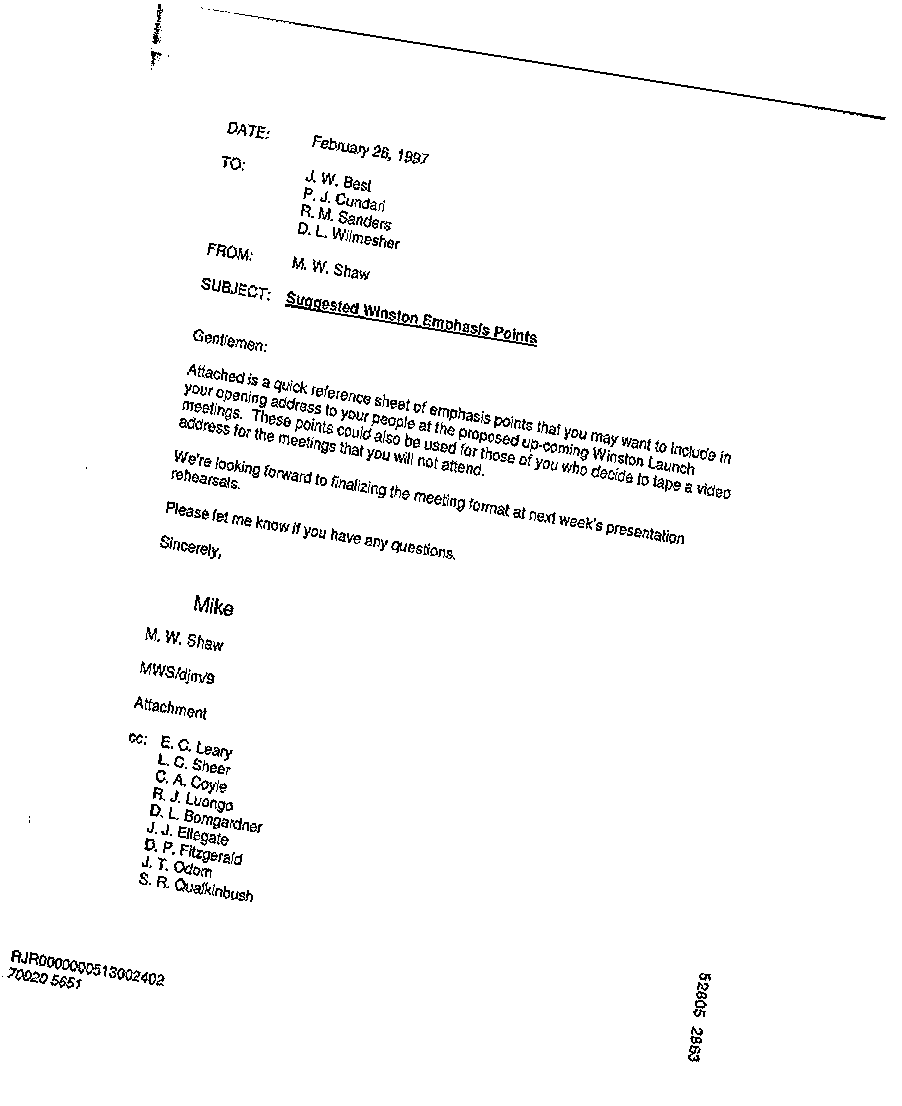 DATE: February 26, 1997
TO: J. W. Best
P. J. Cundari
R. M. Sanders
D. L. Wilmesher
FROM: M. W. Shaw
SUBJECT: Suggested Winston Emphasis Points
Gentlemen:
Attached is a quick reference sheet of emphasis points that you may want to include in
your opening address to your people at the proposed up-coming Winston Launch
meetings. These points could also be used for those of you who decide to tape a video
address for the meetings that you will not attend.
We're looking forward to finalizing the meeting format at next week's presentation
rehearsals.
Please let me know if you have any questions.
Sincerely,
Mike
M. W. Shaw
MWS/djm/9
Attachment
cc: E. C. Leary
L. C. Sheer
C. A. Coyle
R. J. Luongo
D. L. Bomgardner
J. J. Ellegate
D. P. Fitzgerald
J. T. Odom
S. R. Qualkinbush
RJR0000000513002402
70020 5651
52805 2863